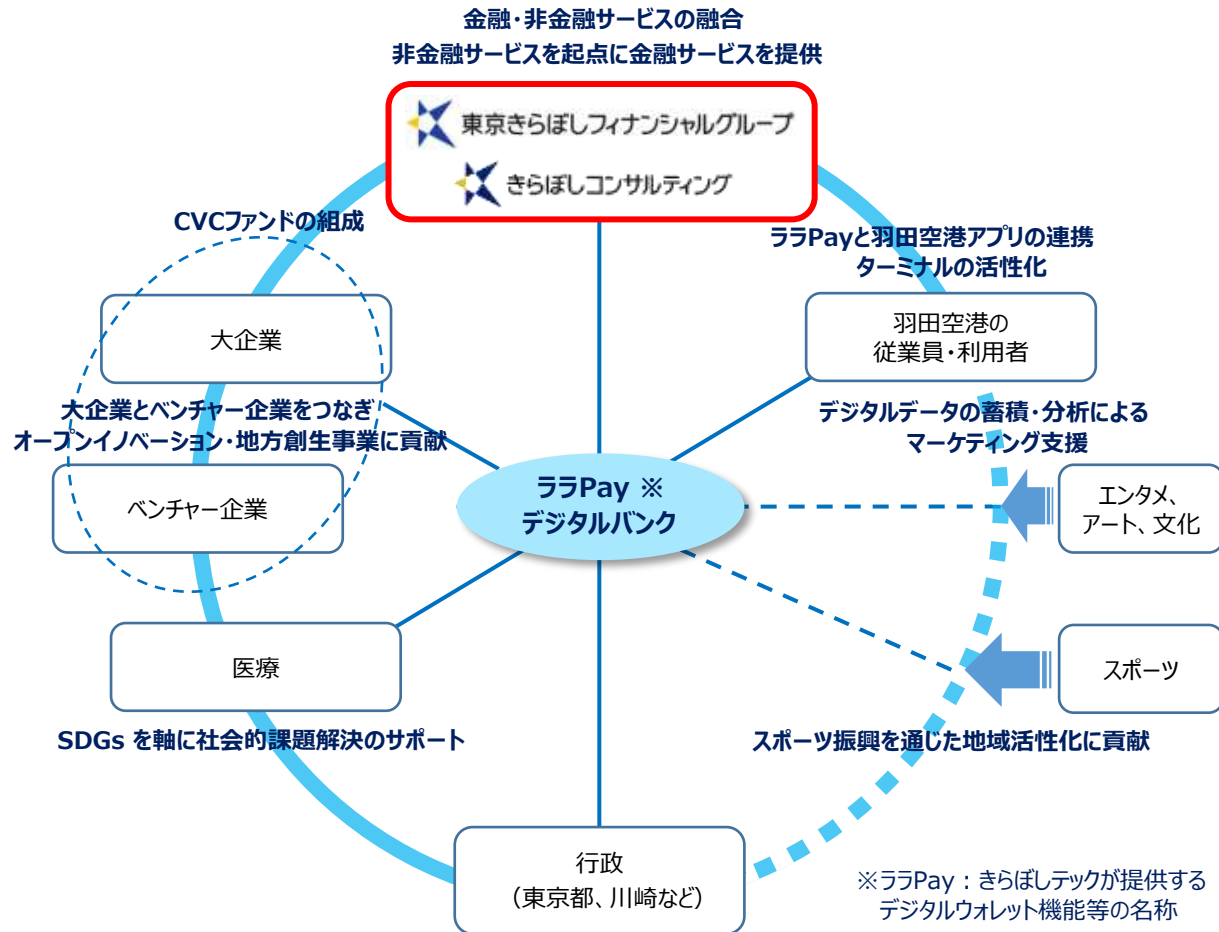 金融・非金融サービスの融合
非金融サービスを起点に金融サービスを提供
東京きらぼしフィナンシャルグループ
きらぼしコンサルティング
CVCファンドの組成
ララPayと羽田空港アプリの連携
ターミナルの活性化
大企業
羽田空港の
従業員・利用者
大企業とベンチャー企業をつなぎ
オープンイノベーション・地方創生事業に貢献
デジタルデータの蓄積・分析による
マーケティング支援
ベンチャー企業
ララPay ※
デジタルバンク
エンタメ、
アート、文化
医療
スポーツ
SDGs を軸に社会的課題解決のサポート
スポーツ振興を通じた地域活性化に貢献
行政
（東京都、川崎など）
※ララPay：きらぼしテックが提供する
デジタルウォレット機能等の名称